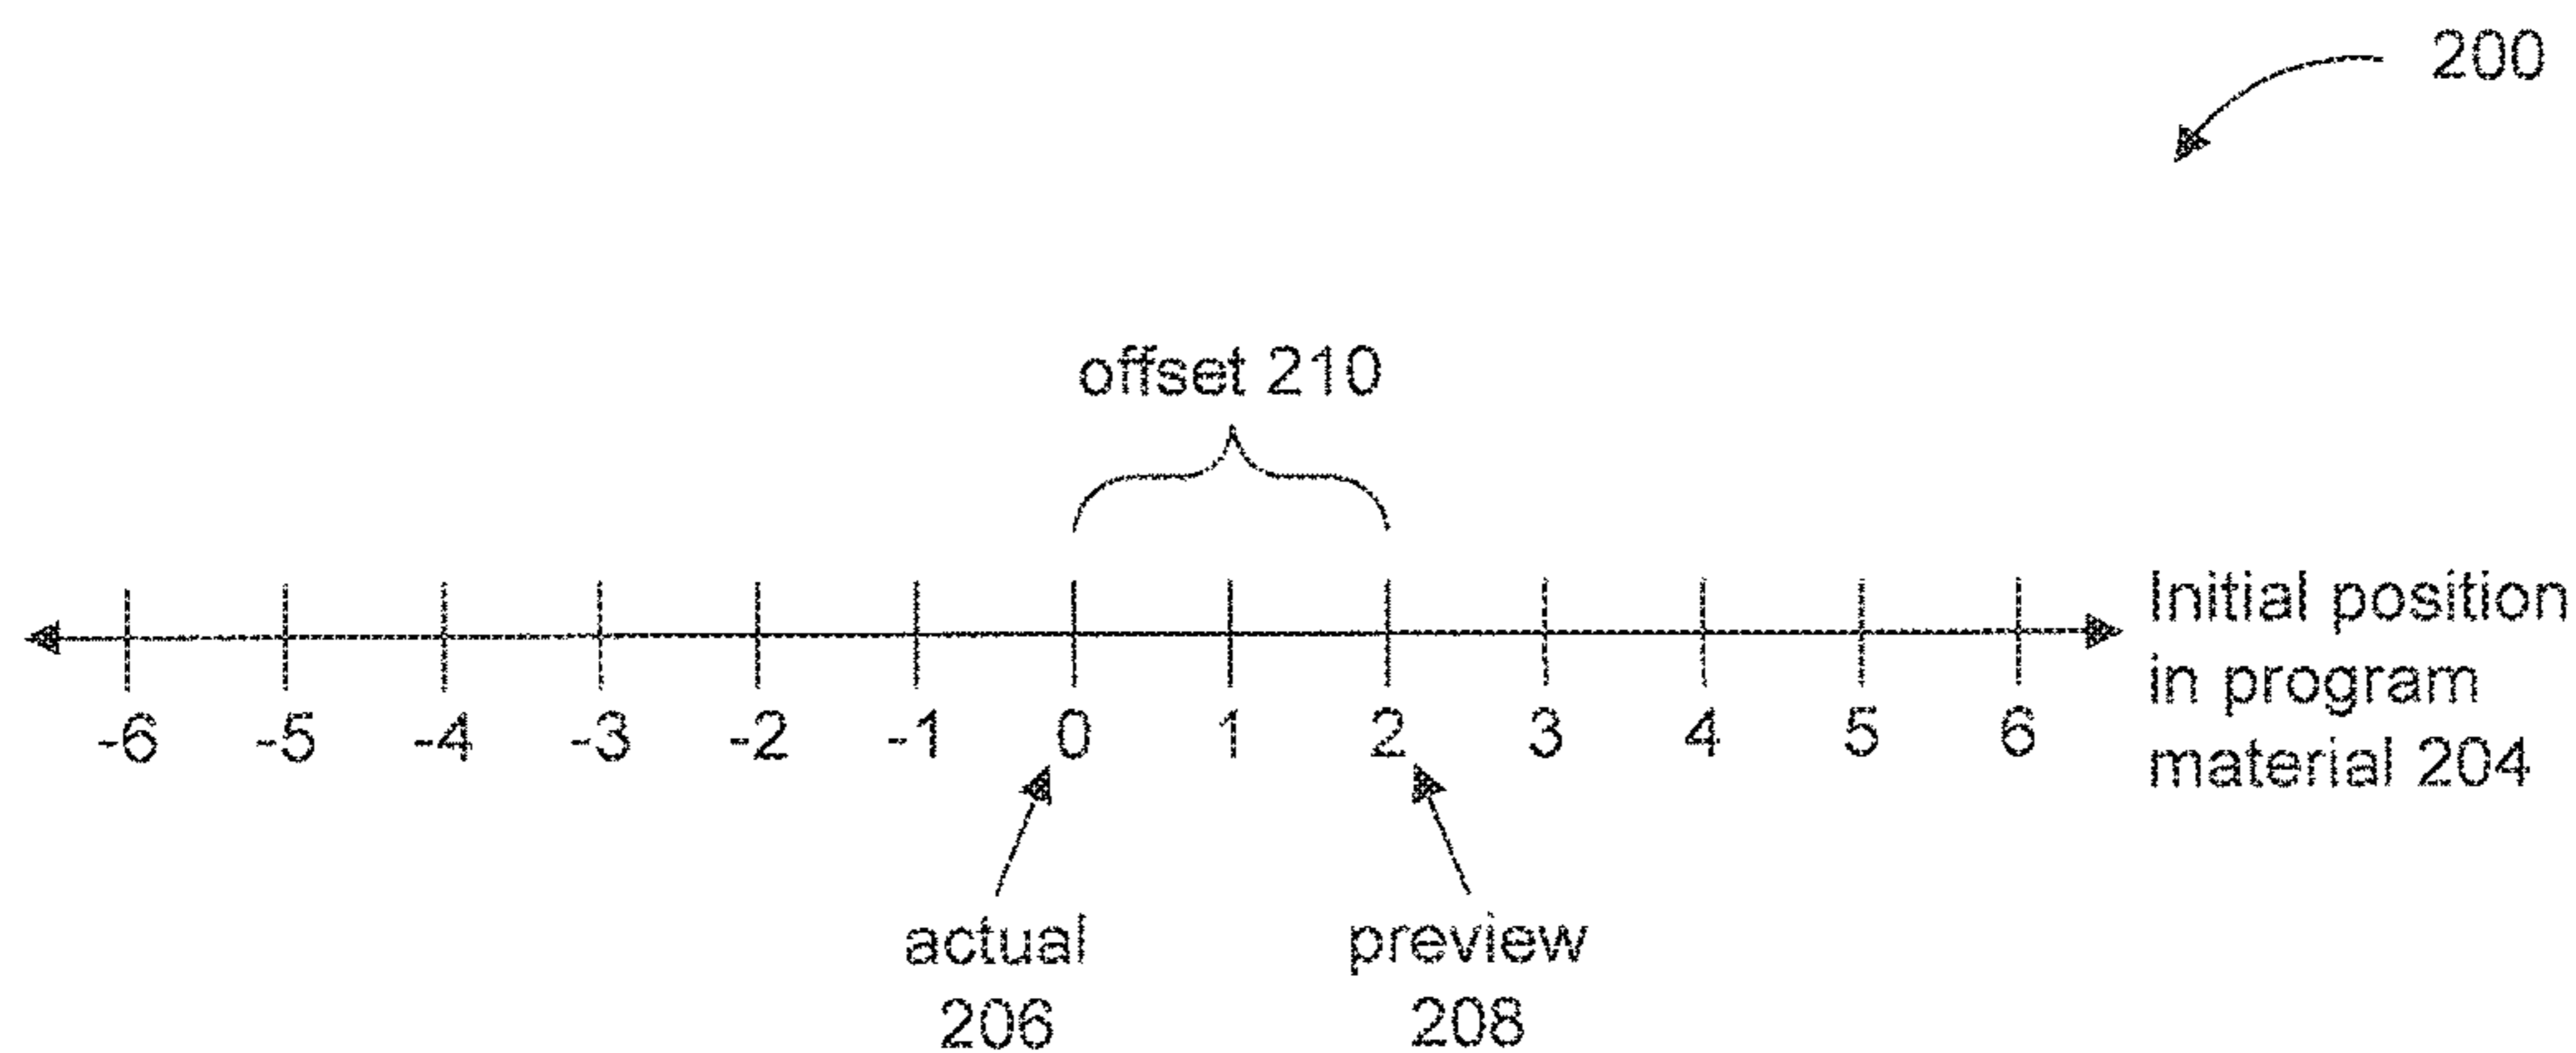 200
offset 210
Initial position
in program
material 204
-6 -5 -4 -3 -2 -1 0 1 2 3 4 5 6
actual
206
preview
208